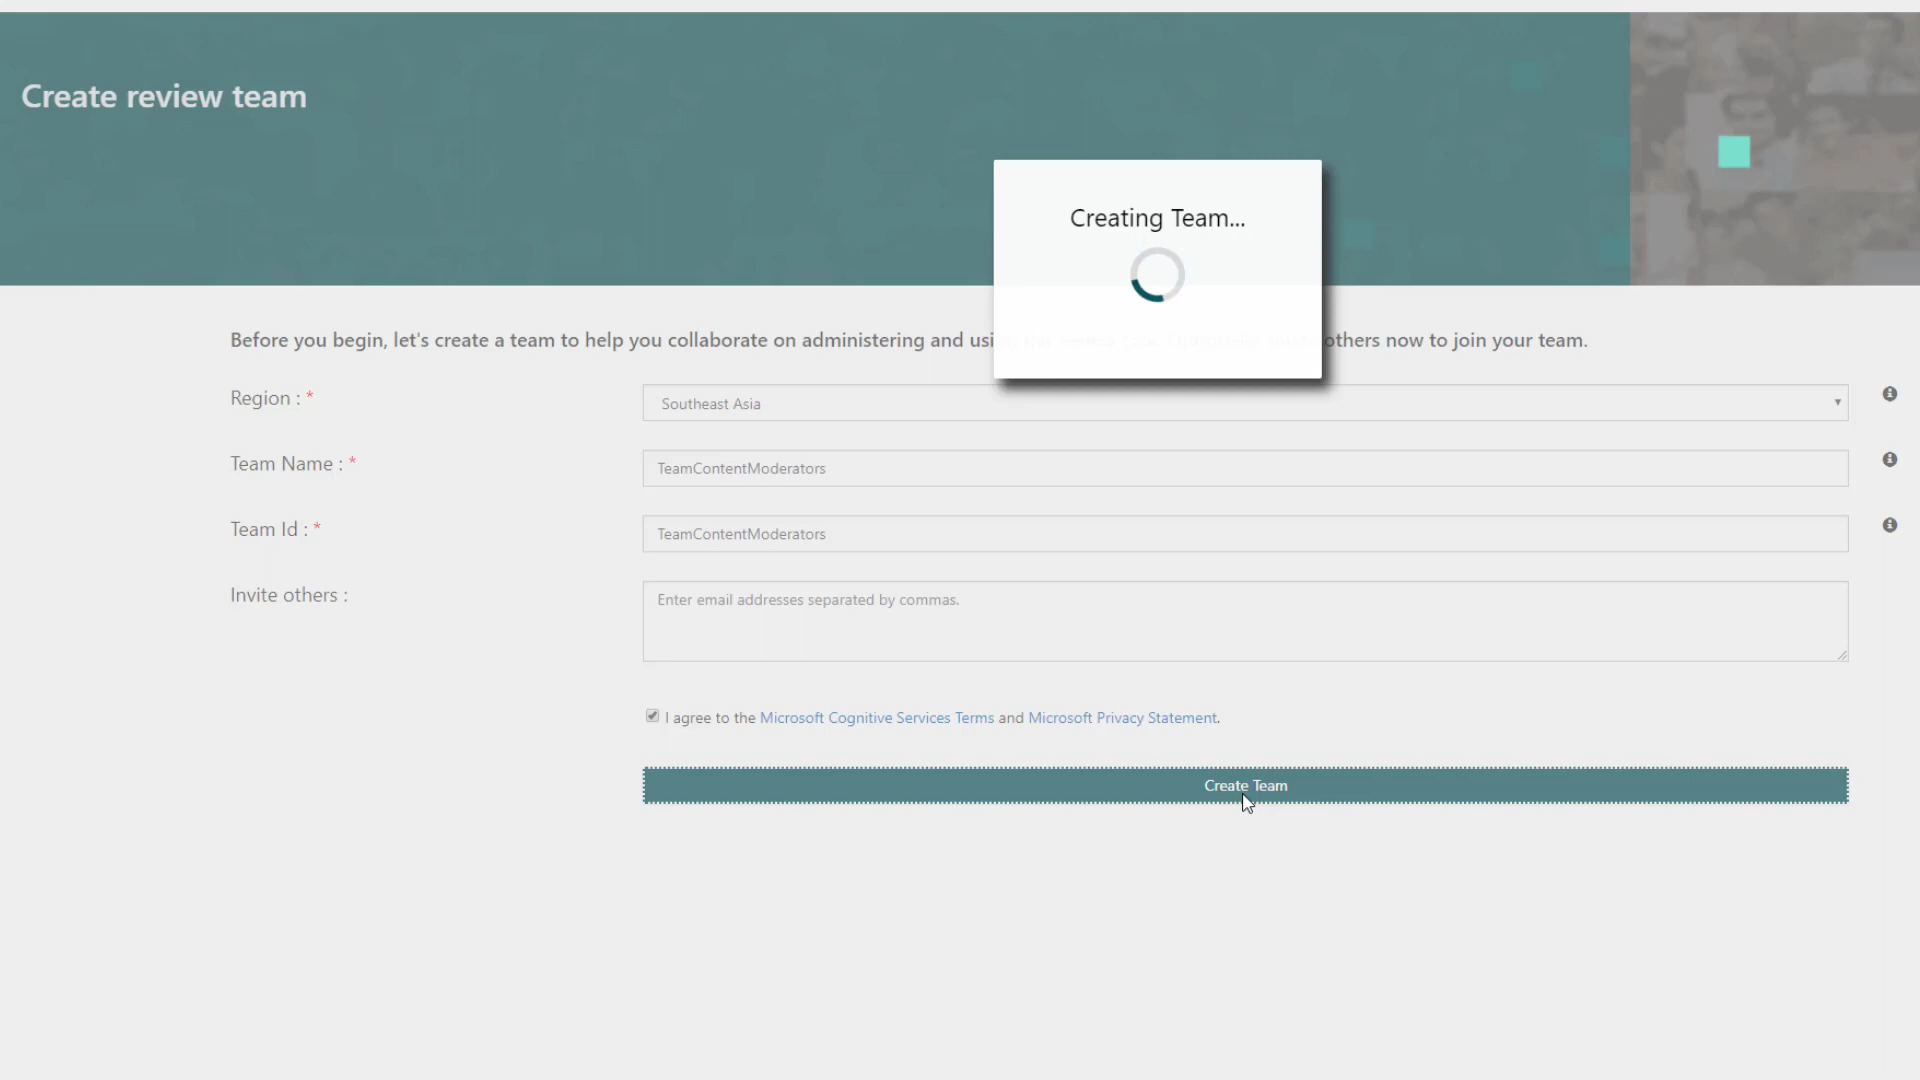 Create review team
Creating Team...
Before you begin, let's create a team to help you collaborate on administering and using others now to join your team.
Region : *
Southeast Asia
Team Name : *
TeamContentModerators
Team Id : *
TeamContentModerators
Invite others :
Enter email addresses separated by commas.
I agree to the Microsoft Cognitive Services Terms and Microsoft Privacy Statement.
Create Team